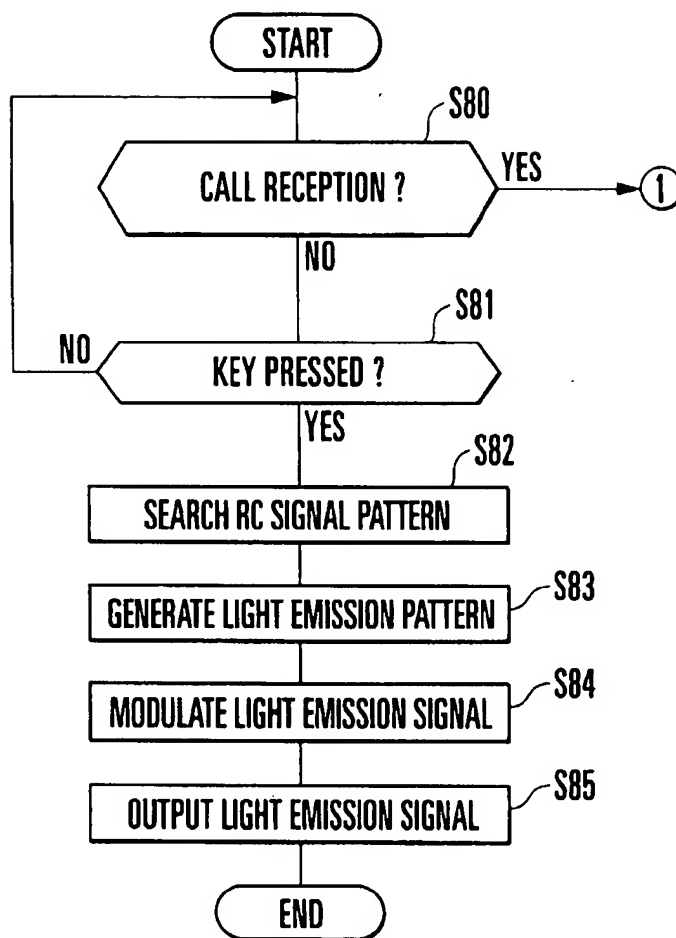 START
S80
CALL RECEPTION ?
YES
1
NO
S81
NO
KEY PRESSED ?
YES
S82
SEARCH RC SIGNAL PATTERN
S83
GENERATE LIGHT EMISSION PATTERN
S84
MODULATE LIGHT EMISSION SIGNAL
S85
OUTPUT LIGHT EMISSION SIGNAL
END